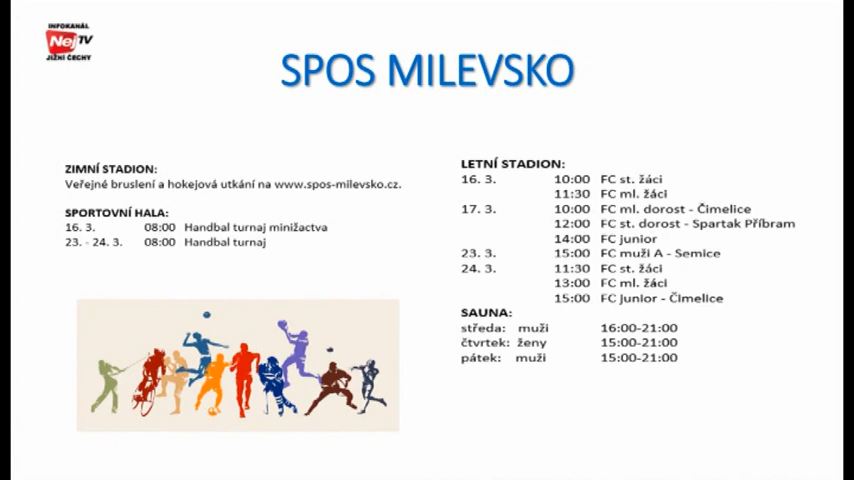 INFOKANÁL
Nej TV
JIŽNÍ ČECHY
SPOS MILEVSKO
ZIMNÍ STADION:
Veřejné bruslení a hokejová utkání na www.spos-milevsko.cz.
SPORTOVNÍ HALA:
16. 3. 08:00 Handbal turnaj minižactva
23. - 24. 3. 08:00 Handbal turnaj
LETNÍ STADION:
16. 3. 10:00 FC st. žáci
11:30 FC ml. žáci
17. 3. 10:00 FC ml. dorost - Čimelice
12:00 FC st. dorost - Spartak Příbram
14:00 FC junior
23. 3. 15:00 FC muži A - Semice
24. 3. 11:30 FC st. žáci
13:00 FC ml. žáci
15:00 FC junior - Čimelice
SAUNA:
středa: muži 16:00-21:00
čtvrtek: ženy 15:00-21:00
pátek: muži 15:00-21:00